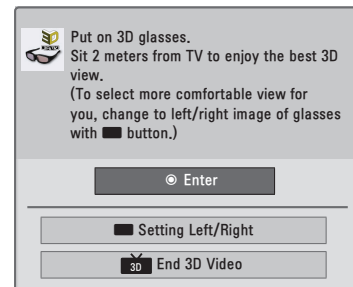 Put on 3D glasses.
Sit 2 meters from TV to enjoy the best 3D
view.
(To select more comfortable view for
you, change to left/right image of glasses
with button.)
Enter
Setting Left/Right
3D End 3D Video